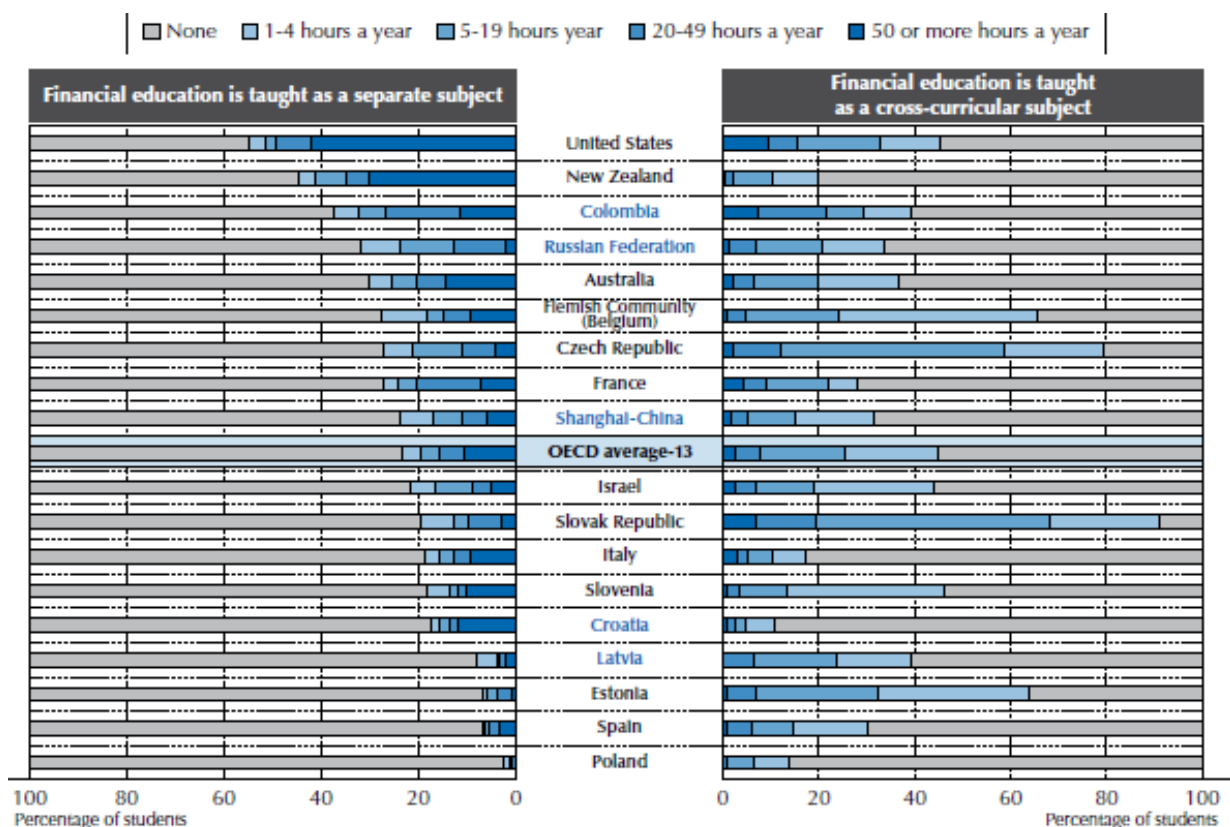 None 1-4 hours a year 5-19 hours year 20-49 hours a year 50 or more hours a year
Financial education is taught as a separate subject
Financial education is taught
as a cross-curricular subject
United States
New Zealand
Colombia
Russian Federation
Australia
Flemish Community
(Belgium)
Czech Republic
France
Shanghai-China
OECD average-13
Israel
Slovak Republic
Italy
Slovenia
Croatia
Latvia
Estonia
Spain
Poland
100 80 60 40 20 0
0 20 40 60 80 100
Percentage of students
Percentage of students